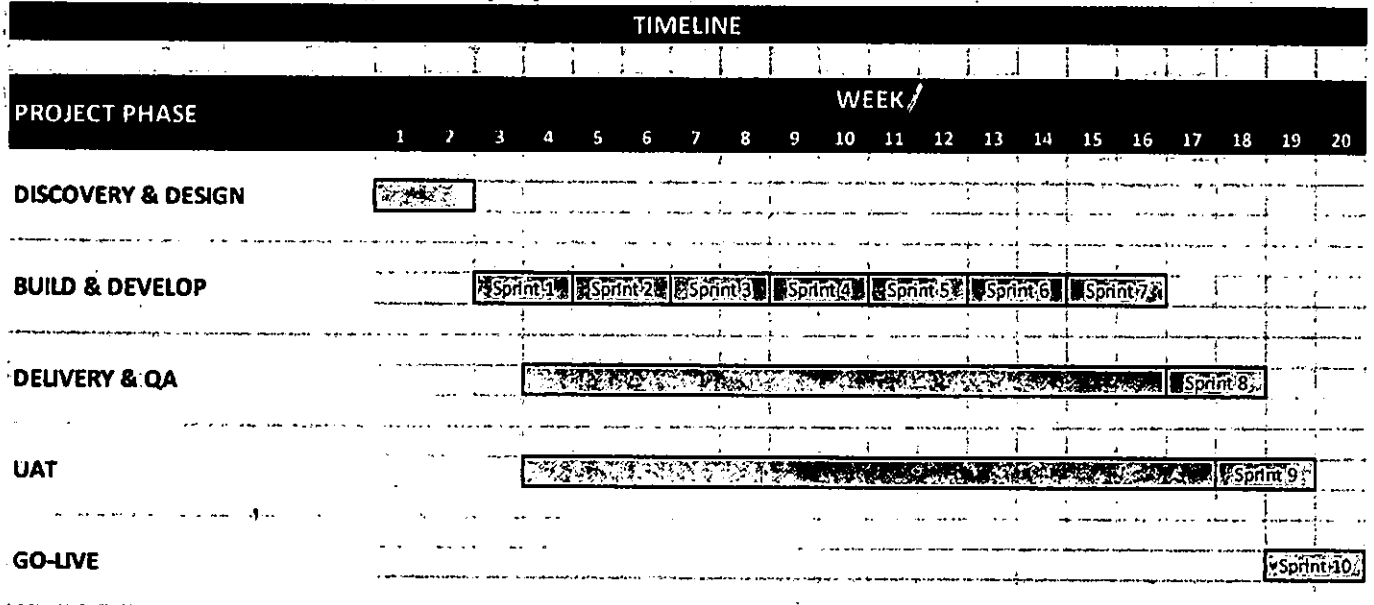 TIMELINE
WEEK
PROJECT PHASE
1 2 3 4 5 6 7 8 9 10 11 12 13 14 15 16 17 18 19 20
DISCOVERY & DESIGN
BUILD & DEVELOP Sprint 1 Sprint 2 Sprint 3 Sprint 4 Sprint 5 Sprint 6 Sprint 7
DELIVERY & QA Sprint 8
UAT Sprint 9
GO-LIVE Sprint 10